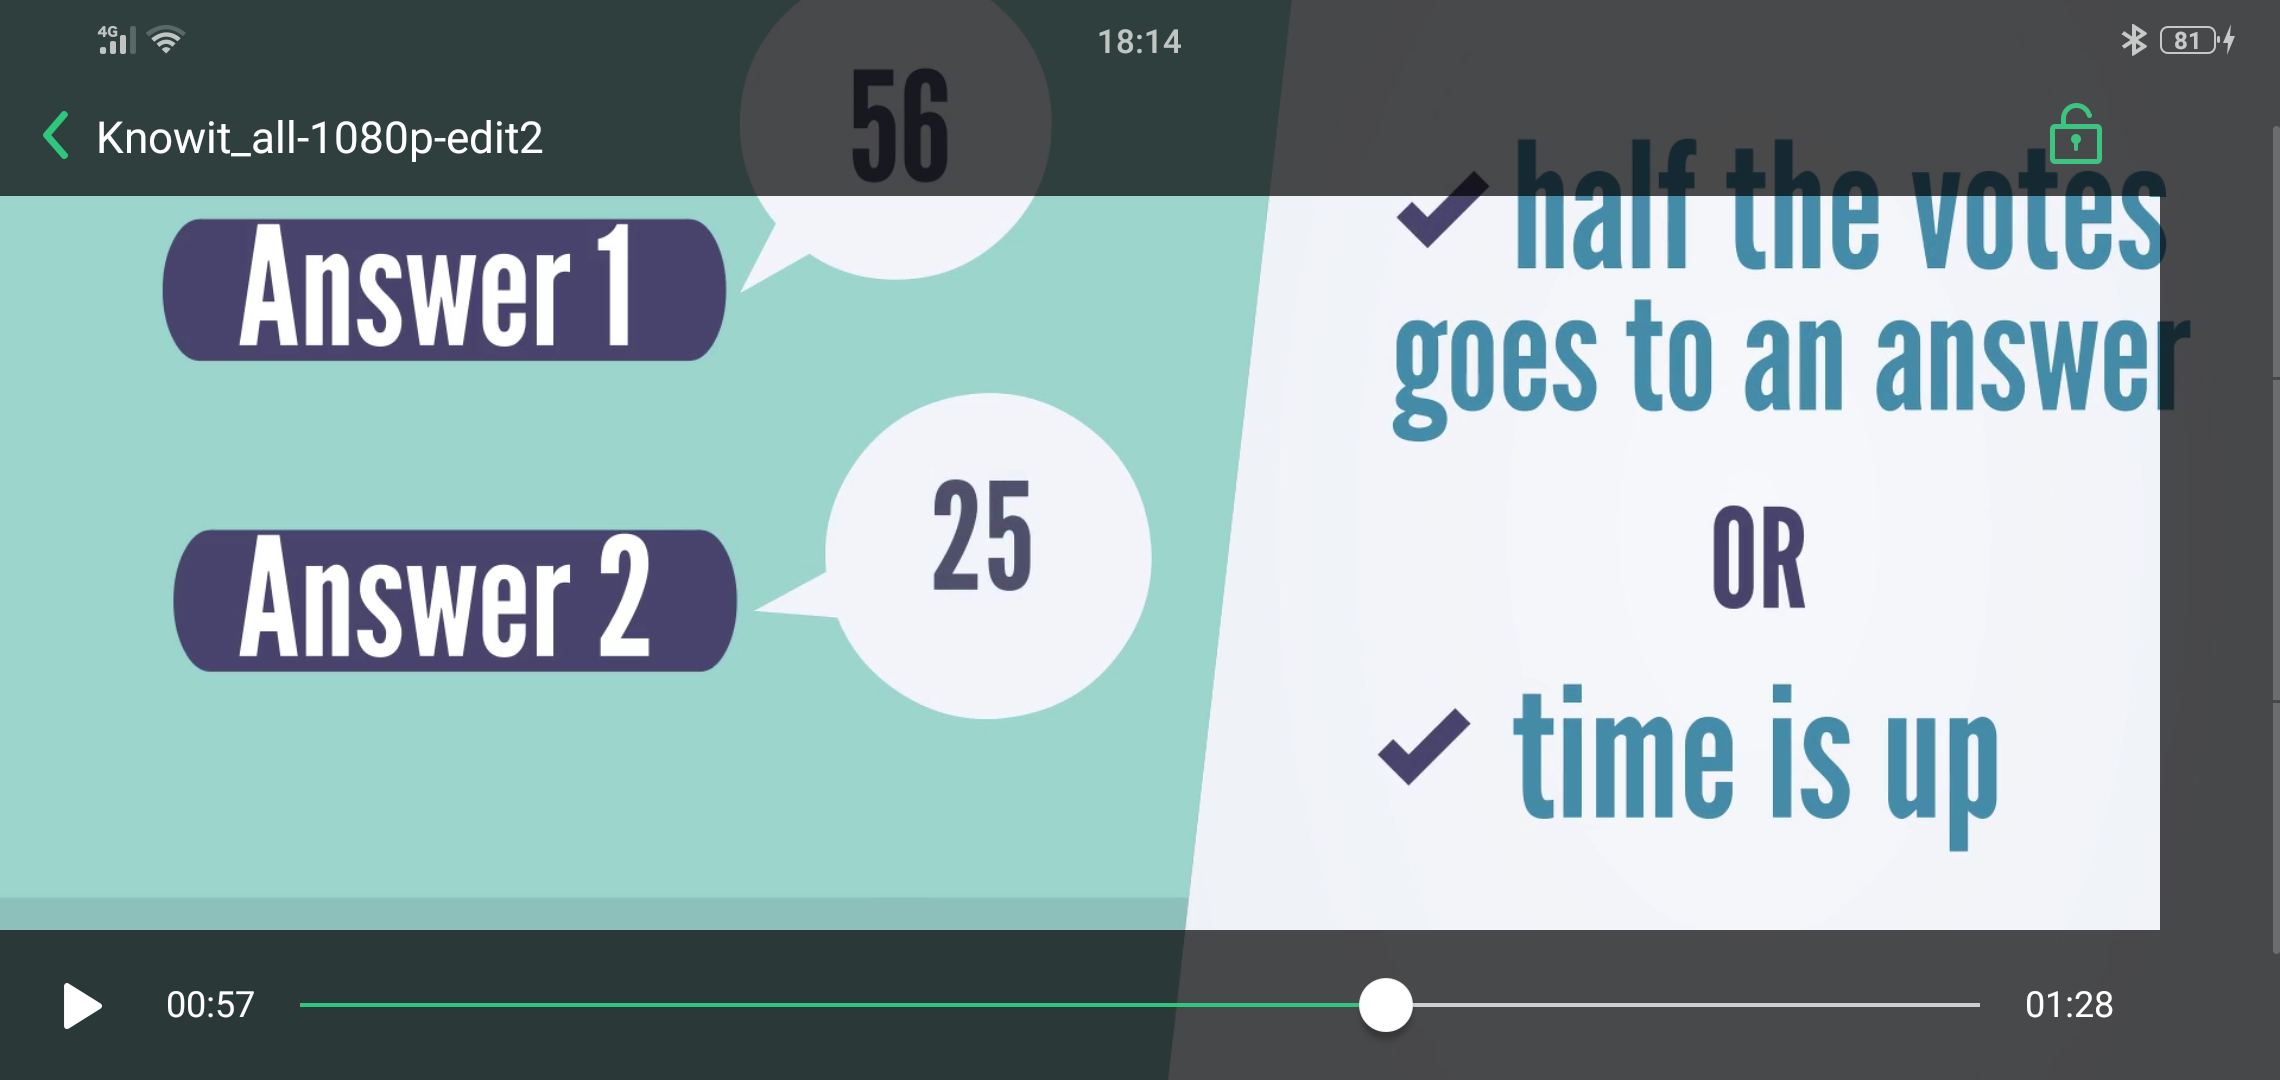 4G
18:14
81
Knowit_all-1080p-edit2
56
Answer 1
25
Answer 2
half the votes
goes to an answer
OR
time is up
00:57
01:28